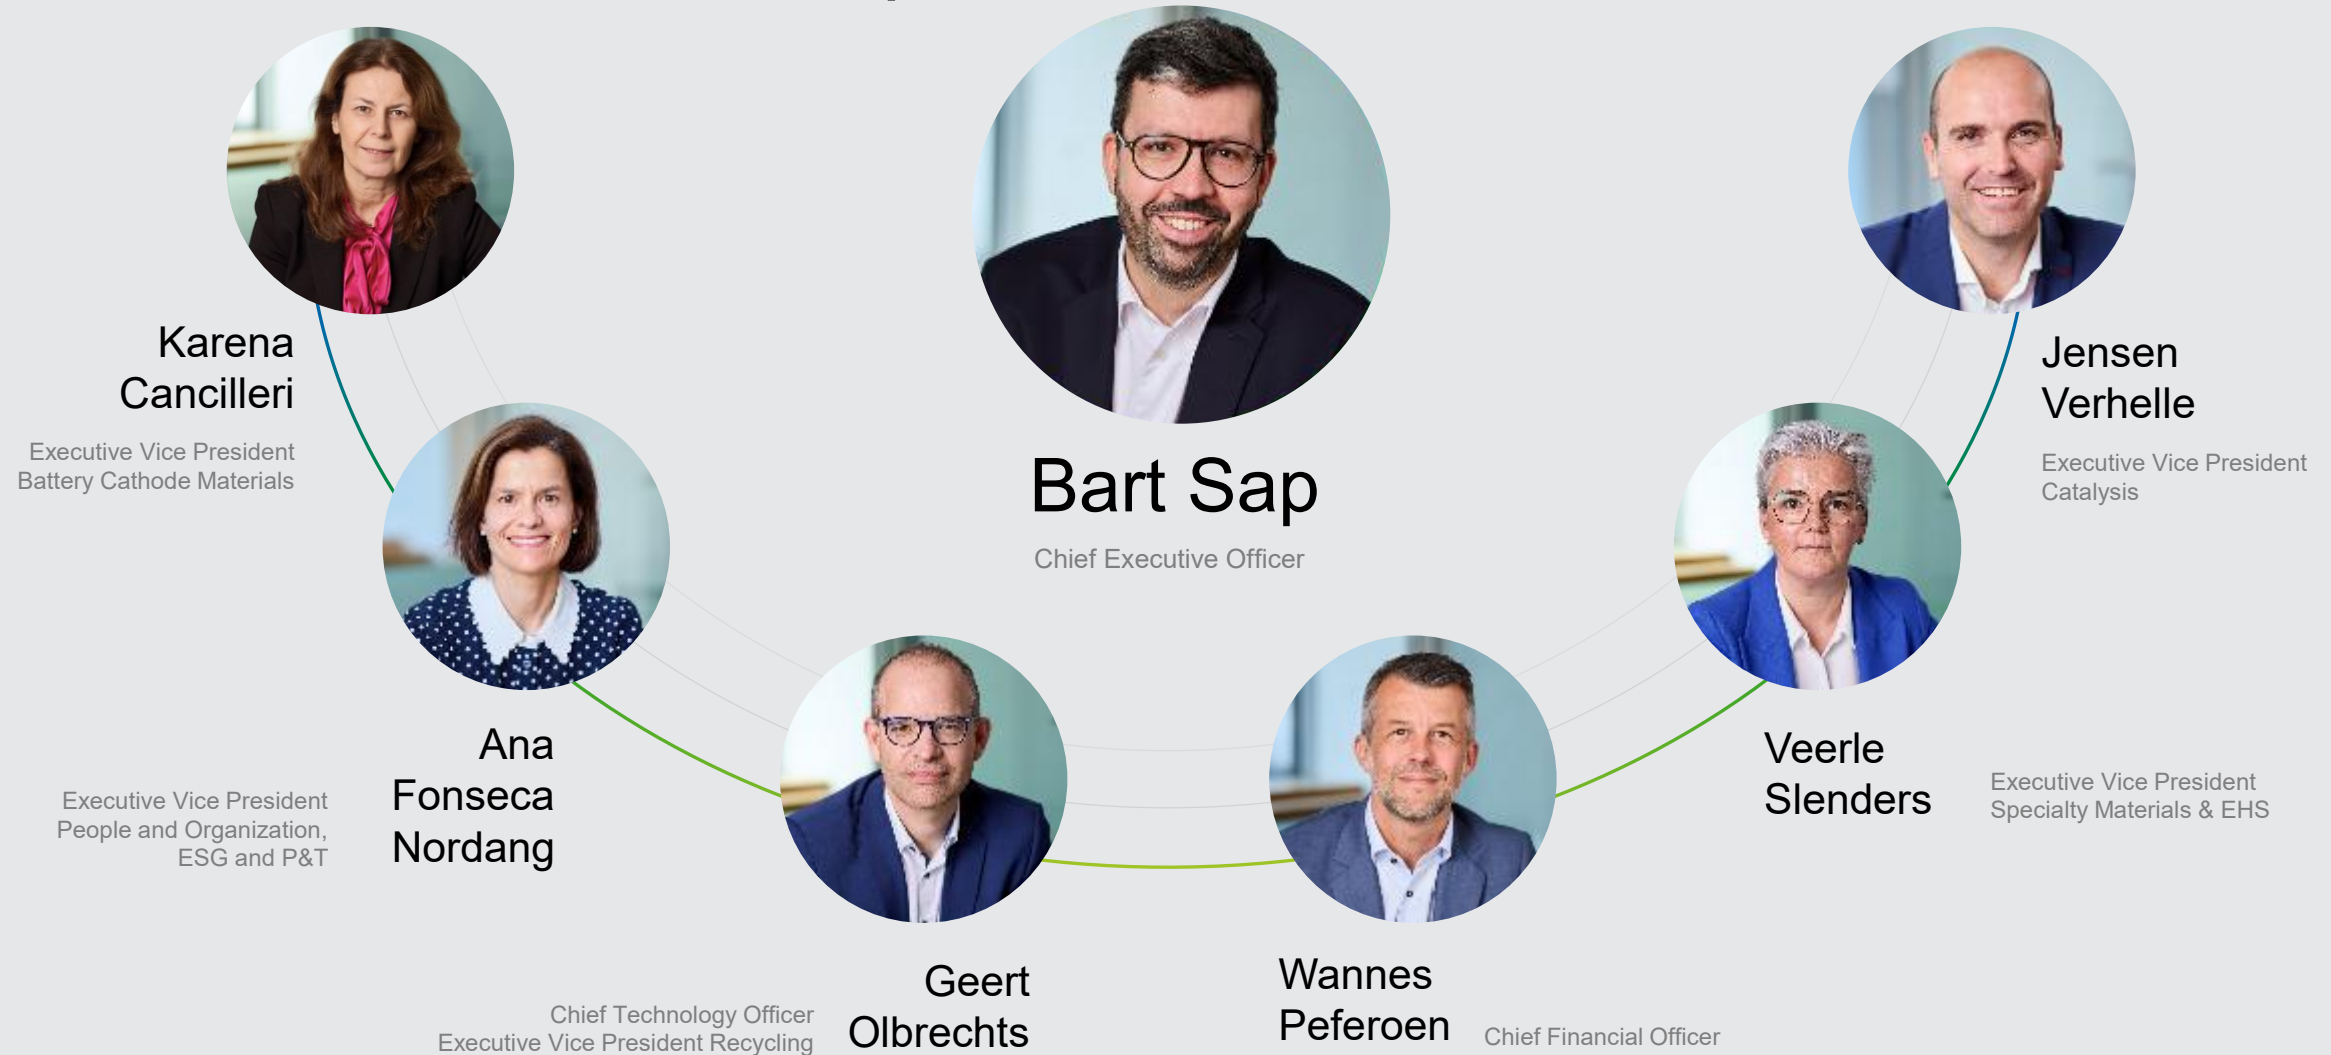 Karena
Cancilleri
Executive Vice President
Battery Cathode Materials
Bart Sap
Chief Executive Officer
Jensen
Verhelle
Executive Vice President
Catalysis
Ana
Fonseca
Nordang
Executive Vice President
People and Organization,
ESG and P&T
Veerle
Slenders
Executive Vice President
Specialty Materials & EHS
Geert
Olbrechts
Chief Technology Officer
Executive Vice President Recycling
Wannes
Peferoen
Chief Financial Officer